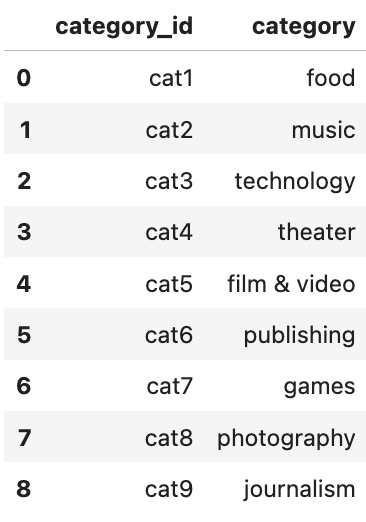 category_id category
0 cat1 food
1 cat2 music
2 cat3 technology
3 cat4 theater
4 cat5 film & video
5 cat6 publishing
6 cat7 games
7 cat8 photography
8 cat9 journalism